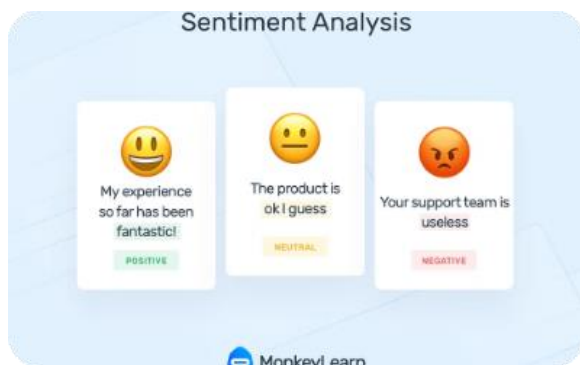 Sentiment Analysis
My experience
so far has been
fantastic!
POSITIVE
The product is
ok I guess
NEUTRAL
Your support team is
useless
NEGATIVE
MonkeyLearn